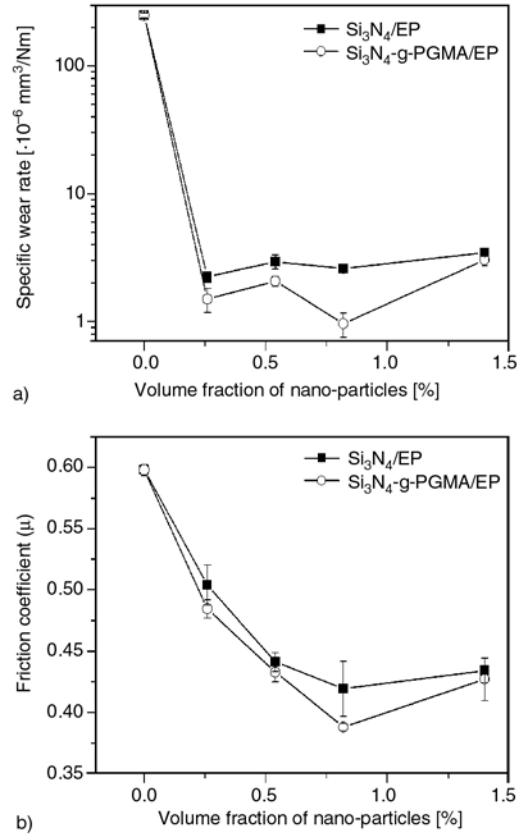 Si₃N₄/EP
Si₃N₄-g-PGMA/EP
100
10
1
Specific wear rate [·10⁻⁶ mm³/Nm]
0.0 0.5 1.0 1.5
Volume fraction of nano-particles [%]
a)
Si₃N₄/EP
Si₃N₄-g-PGMA/EP
0.60
0.55
0.50
0.45
0.40
0.35
Friction coefficient (μ)
0.0 0.5 1.0 1.5
Volume fraction of nano-particles [%]
b)